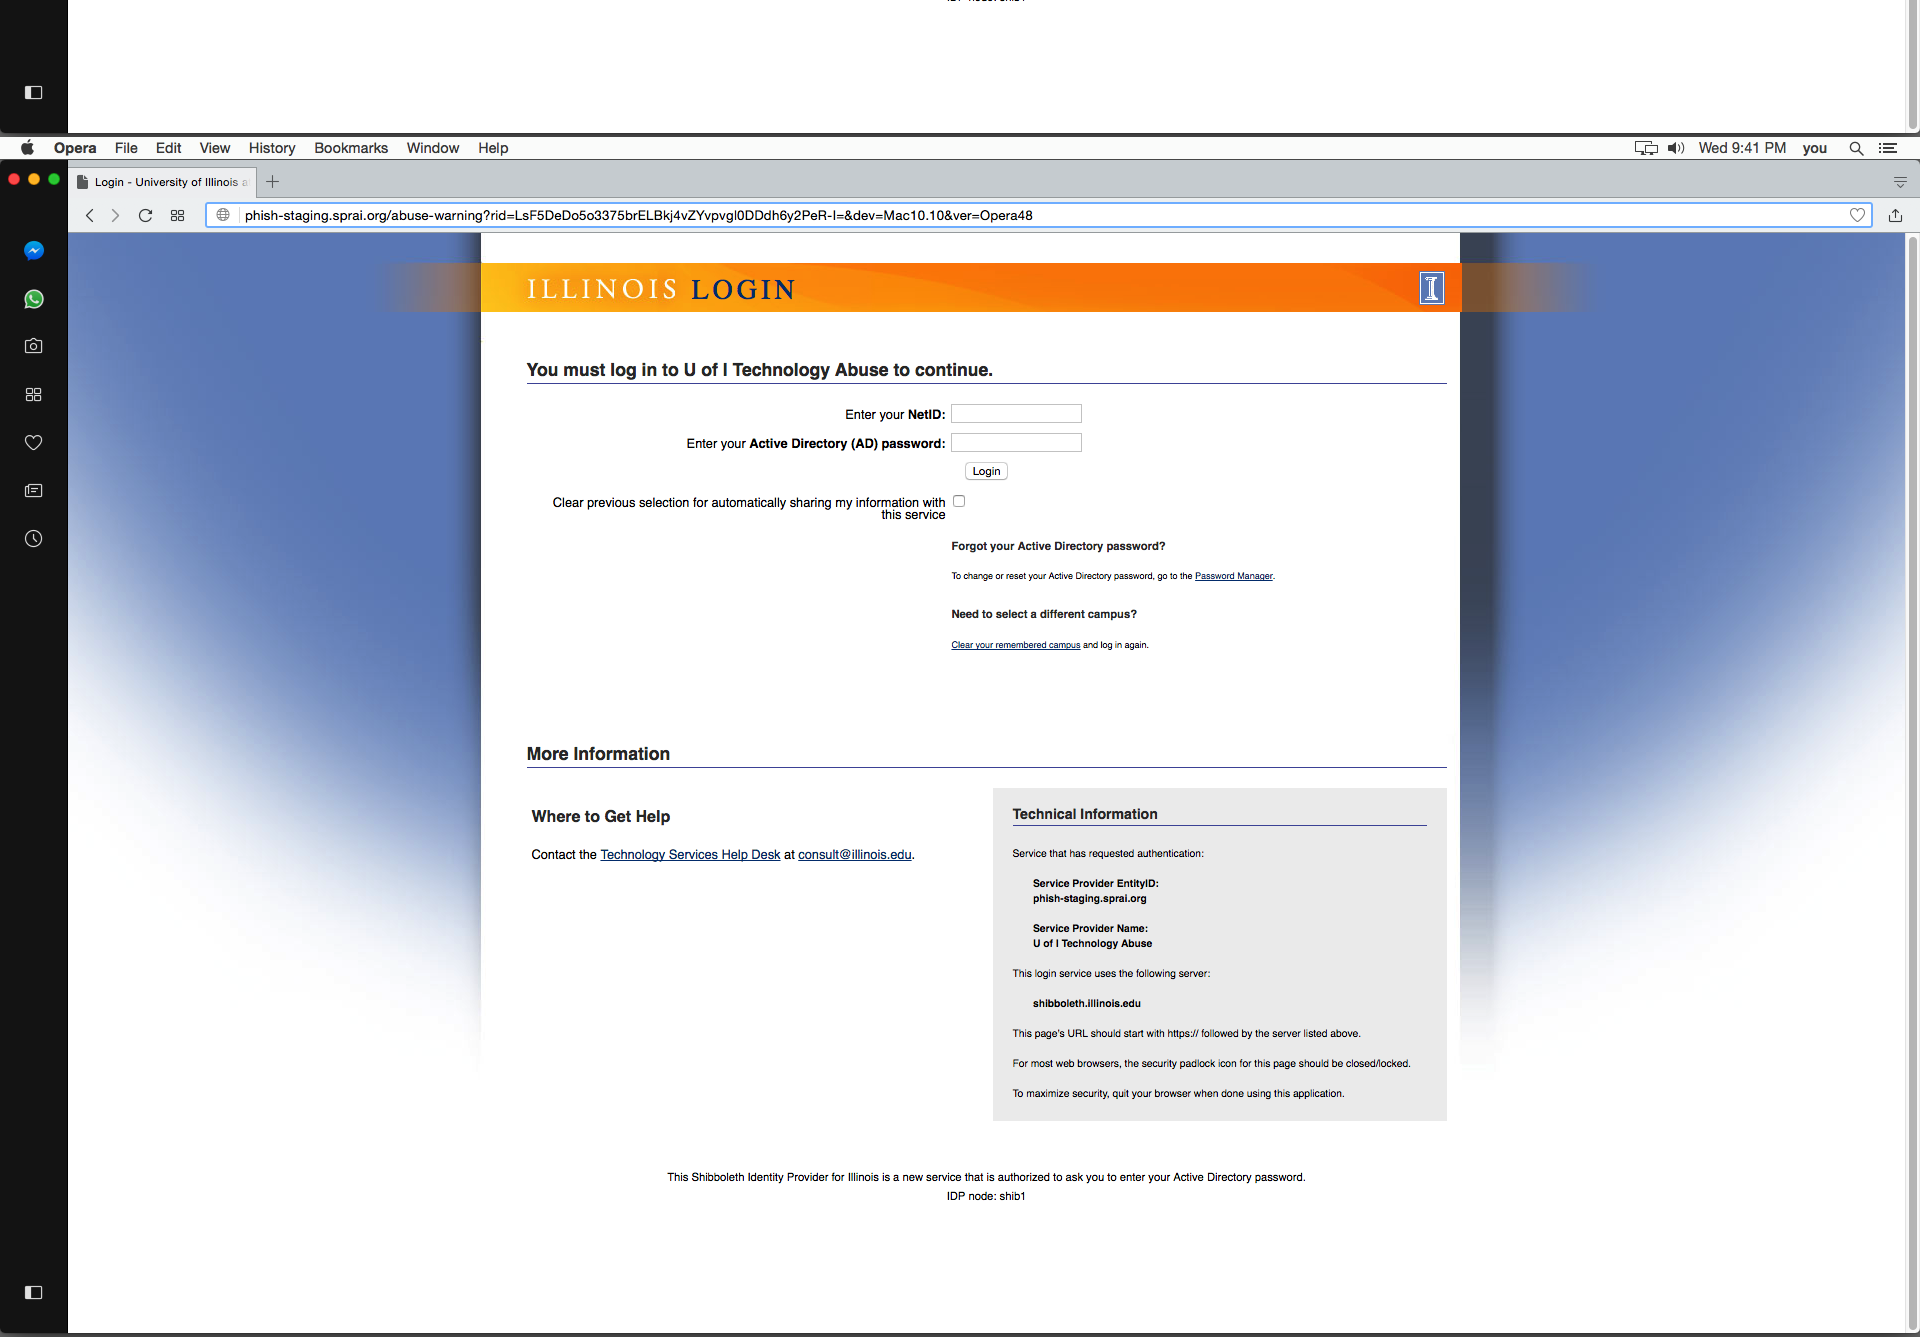 Opera File Edit View History Bookmarks Window Help Wed 9:41 PM you
Login - University of Illinois a
phish-staging.sprai.org/abuse-warning?rid=LsF5DeDo5o3375brELBkj4vZYvpvgl0DDdh6y2PeR-I=&dev=Mac10.10&ver=Opera48
ILLINOIS LOGIN
I
You must log in to U of I Technology Abuse to continue.
Enter your NetID:
Enter your Active Directory (AD) password:
Login
Clear previous selection for automatically sharing my information with
this service
Forgot your Active Directory password?
To change or reset your Active Directory password, go to the Password Manager.
Need to select a different campus?
Clear your remembered campus and log in again.
More Information
Where to Get Help
Contact the Technology Services Help Desk at consult@illinois.edu.
Technical Information
Service that has requested authentication:
Service Provider EntityID:
phish-staging.sprai.org
Service Provider Name:
U of I Technology Abuse
This login service uses the following server:
shibboleth.illinois.edu
This page's URL should start with https:// followed by the server listed above.
For most web browsers, the security padlock icon for this page should be closed/locked.
To maximize security, quit your browser when done using this application.
This Shibboleth Identity Provider for Illinois is a new service that is authorized to ask you to enter your Active Directory password.
IDP node: shib1